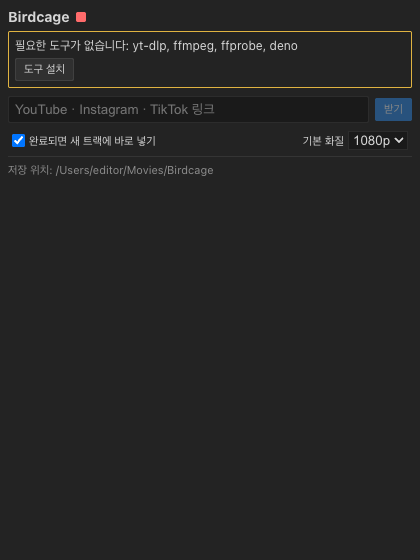 Birdcage
필요한 도구가 없습니다: yt-dlp, ffmpeg, ffprobe, deno
도구 설치
YouTube · Instagram · TikTok 링크
받기
완료되면 새 트랙에 바로 넣기
기본 화질 1080p
저장 위치: /Users/editor/Movies/Birdcage